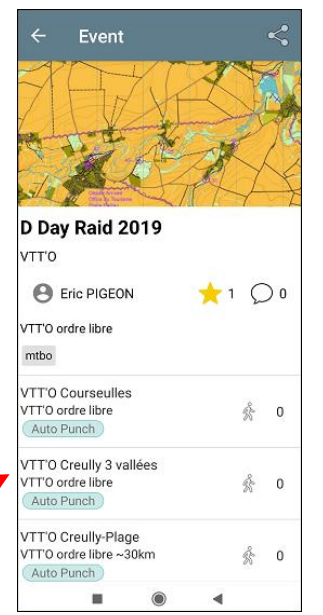 Event
D Day Raid 2019
VTT'O
Eric PIGEON
1
0
VTT'O ordre libre
mtbo
VTT'O Courseulles
VTT'O ordre libre
0
Auto Punch
VTT'O Creully 3 vallées
VTT'O ordre libre
0
Auto Punch
VTT'O Creully-Plage
VTT'O ordre libre ~30km
0
Auto Punch